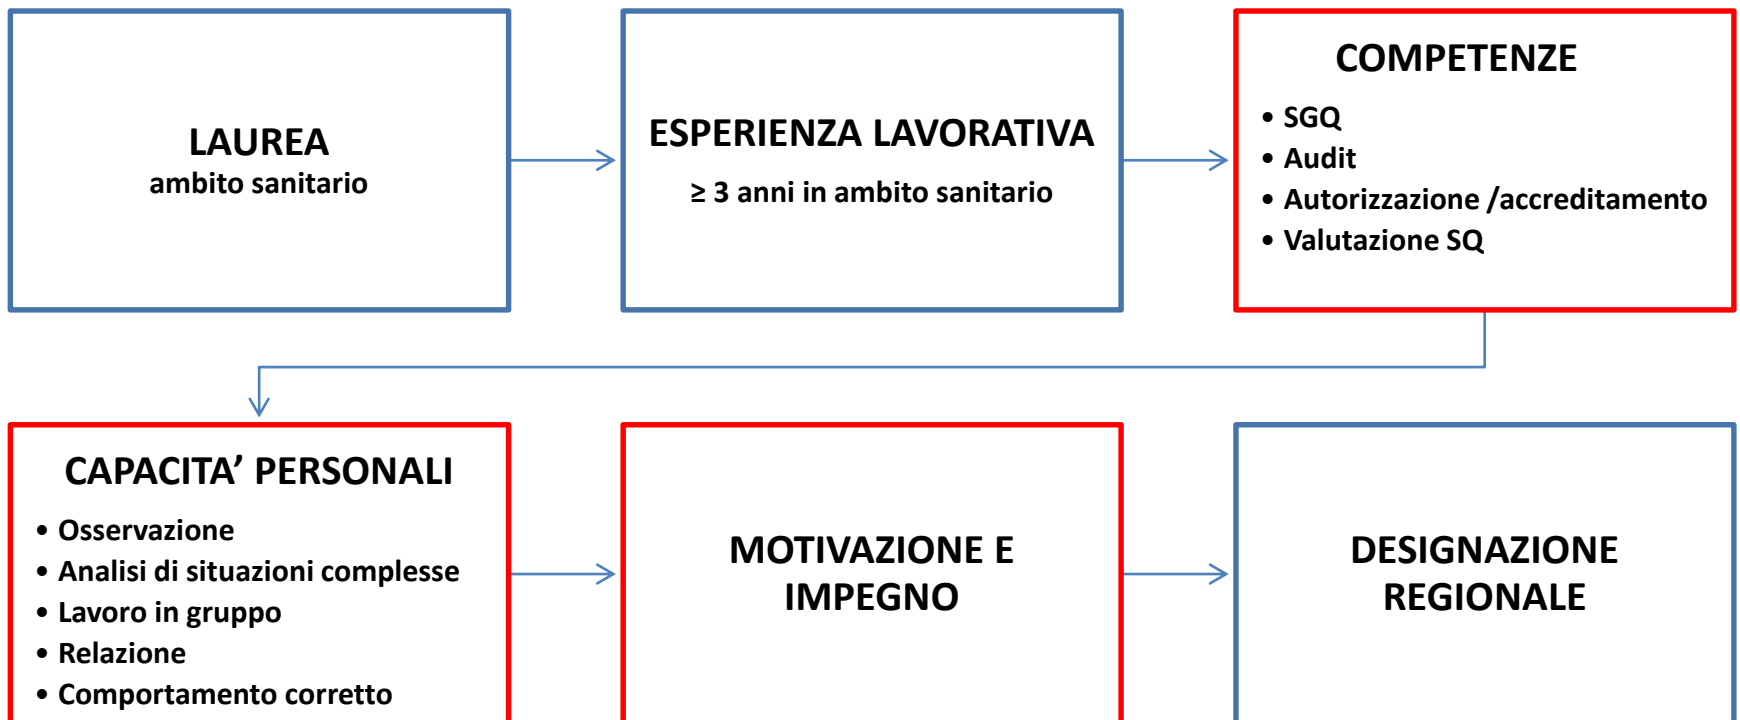 LAUREA
ambito sanitario
ESPERIENZA LAVORATIVA
≥ 3 anni in ambito sanitario
COMPETENZE
• SGQ
• Audit
• Autorizzazione /accreditamento
• Valutazione SQ
CAPACITA’ PERSONALI
• Osservazione
• Analisi di situazioni complesse
• Lavoro in gruppo
• Relazione
• Comportamento corretto
MOTIVAZIONE E
IMPEGNO
DESIGNAZIONE
REGIONALE